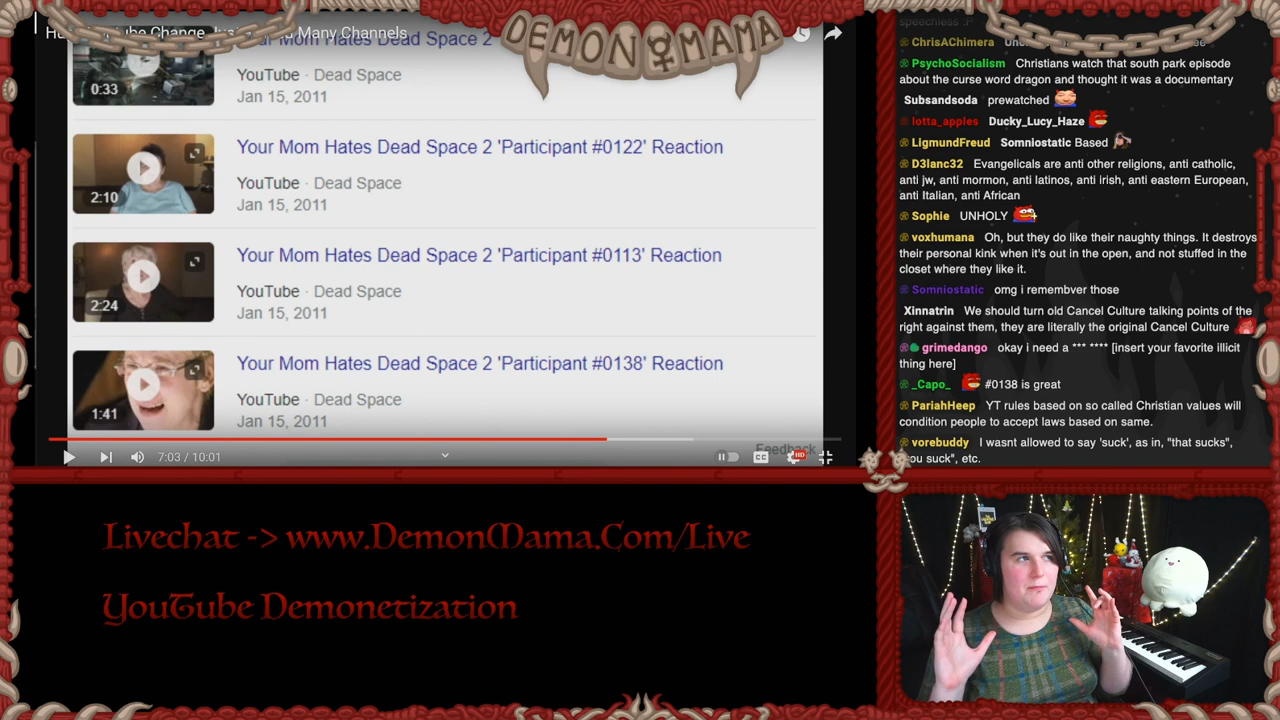 Change
Many Channels
DEMON MAMA
Your Mom Hates Dead Space 2
YouTube · Dead Space
Jan 15, 2011
0:33
Your Mom Hates Dead Space 2 'Participant #0122' Reaction
YouTube · Dead Space
Jan 15, 2011
2:10
Your Mom Hates Dead Space 2 'Participant #0113' Reaction
YouTube · Dead Space
Jan 15, 2011
2:24
Your Mom Hates Dead Space 2 'Participant #0138' Reaction
YouTube · Dead Space
Jan 15, 2011
1:41
Feedback
7:03 / 10:01
CC
HD
speechless :P
ChrisAChimera
PsychoSocialism Christians watch that south park episode
about the curse word dragon and thought it was a documentary
Subsandsoda prewatched
lotta_apples Ducky_Lucy_Haze
LigmundFreud Somniostatic Based
D3lanc32 Evangelicals are anti other religions, anti catholic,
anti jw, anti mormon, anti latinos, anti irish, anti eastern European,
anti Italian, anti African
Sophie UNHOLY
voxhumana Oh, but they do like their naughty things. It destroys
their personal kink when it's out in the open, and not stuffed in the
closet where they like it.
Somniostatic omg i remembver those
Xinnatrin We should turn old Cancel Culture talking points of the
right against them, they are literally the original Cancel Culture
grimedango okay i need a *** **** [insert your favorite illicit
thing here]
_Capo_ #0138 is great
PariahHeep YT rules based on so called Christian values will
condition people to accept laws based on same.
vorebuddy I wasnt allowed to say 'suck', as in, "that sucks",
you suck", etc.
Livechat -> www.DemonMama.Com/Live
YouTube Demonetization